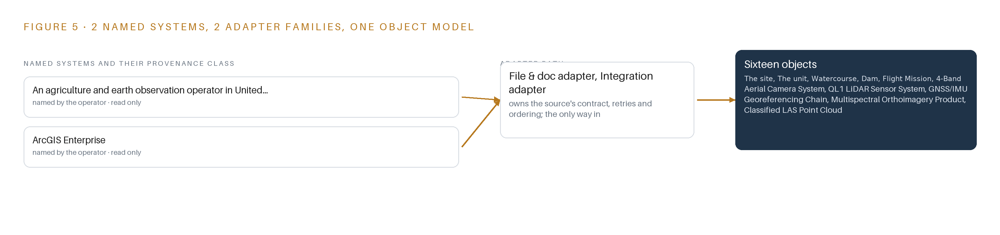 FIGURE 5 · 2 NAMED SYSTEMS, 2 ADAPTER FAMILIES, ONE OBJECT MODEL
NAMED SYSTEMS AND THEIR PROVENANCE CLASS
An agriculture and earth observation operator in United...
named by the operator · read only
ArcGIS Enterprise
named by the operator · read only
ADAPTER PATH
File & doc adapter, Integration
adapter
owns the source's contract, retries and
ordering; the only way in
Sixteen objects
The site, The unit, Watercourse, Dam, Flight Mission, 4-Band
Aerial Camera System, QL1 LiDAR Sensor System, GNSS/IMU
Georeferencing Chain, Multispectral Orthoimagery Product,
Classified LAS Point Cloud